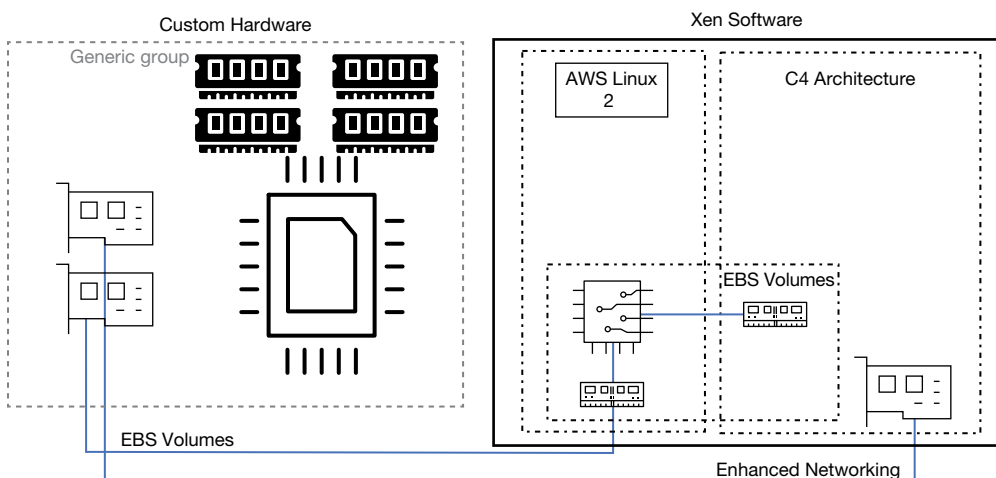 Custom Hardware
Xen Software
Generic group
AWS Linux
2
C4 Architecture
EBS Volumes
EBS Volumes
Enhanced Networking